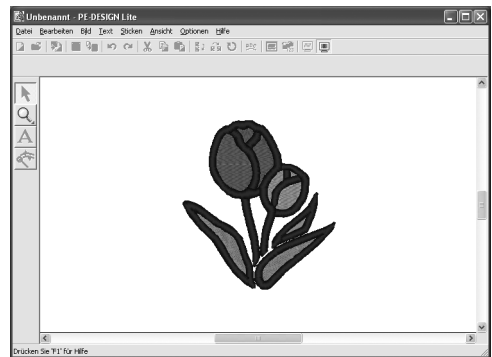 Unbenannt - PE-DESIGN Lite
Datei Bearbeiten Bild Text Sticken Ansicht Optionen Hilfe
A
Drücken Sie "F1" für Hilfe